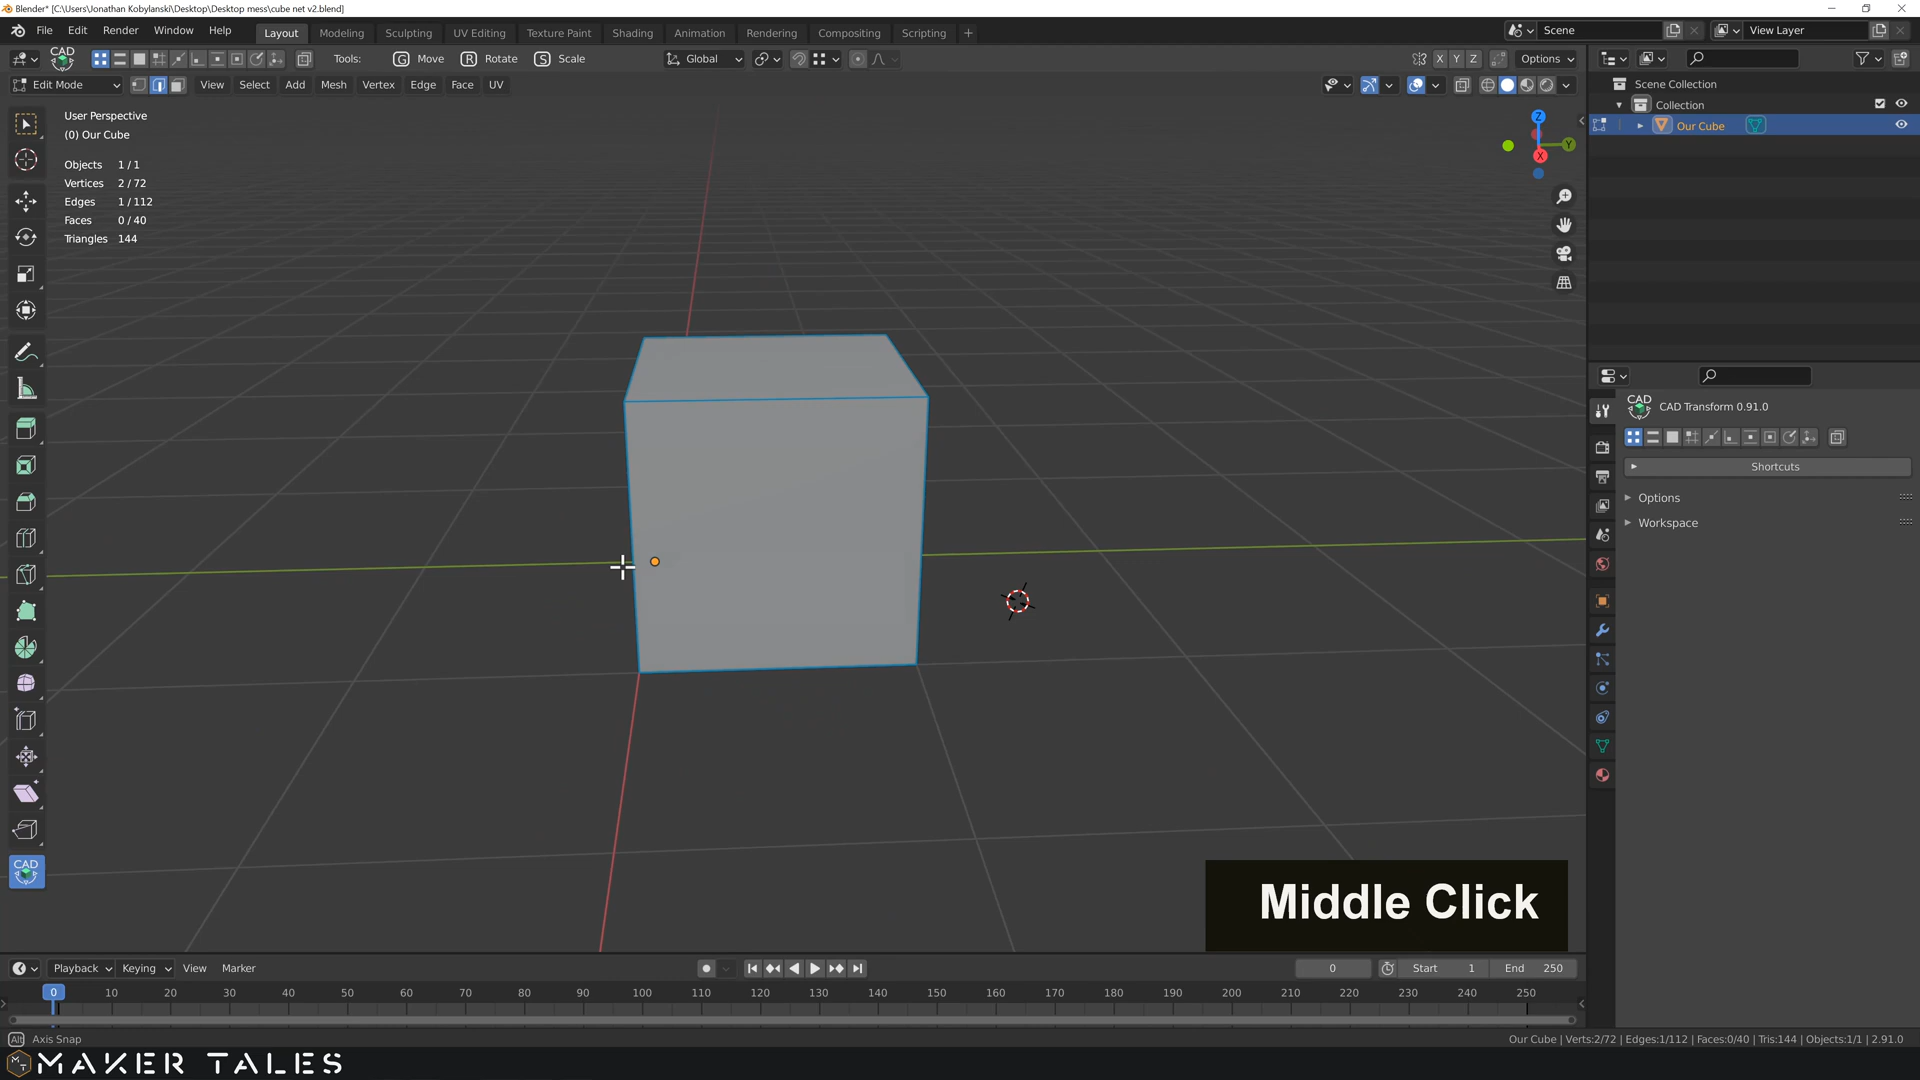 Blender* [C:\Users\Jonathan Kobylanski\Desktop\Desktop mess\cube net v2.blend]
File Edit Render Window Help Layout Modeling Sculpting UV Editing Texture Paint Shading Animation Rendering Compositing Scripting + Scene View Layer
CAD Tools: G Move R Rotate S Scale Global X Y Z Options
Edit Mode View Select Add Mesh Vertex Edge Face UV
Scene Collection
Collection
Our Cube
User Perspective
(0) Our Cube
Objects 1 / 1
Vertices 2 / 72
Edges 1 / 112
Faces 0 / 40
Triangles 144
Z
Y
X
CAD CAD Transform 0.91.0
Shortcuts
Options
Workspace
CAD
Middle Click
Playback Keying View Marker 0 Start 1 End 250
0 10 20 30 40 50 60 70 80 90 100 110 120 130 140 150 160 170 180 190 200 210 220 230 240 250
Alt Axis Snap
Our Cube | Verts:2/72 | Edges:1/112 | Faces:0/40 | Tris:144 | Objects:1/1 | 2.91.0
MT MAKER TALES